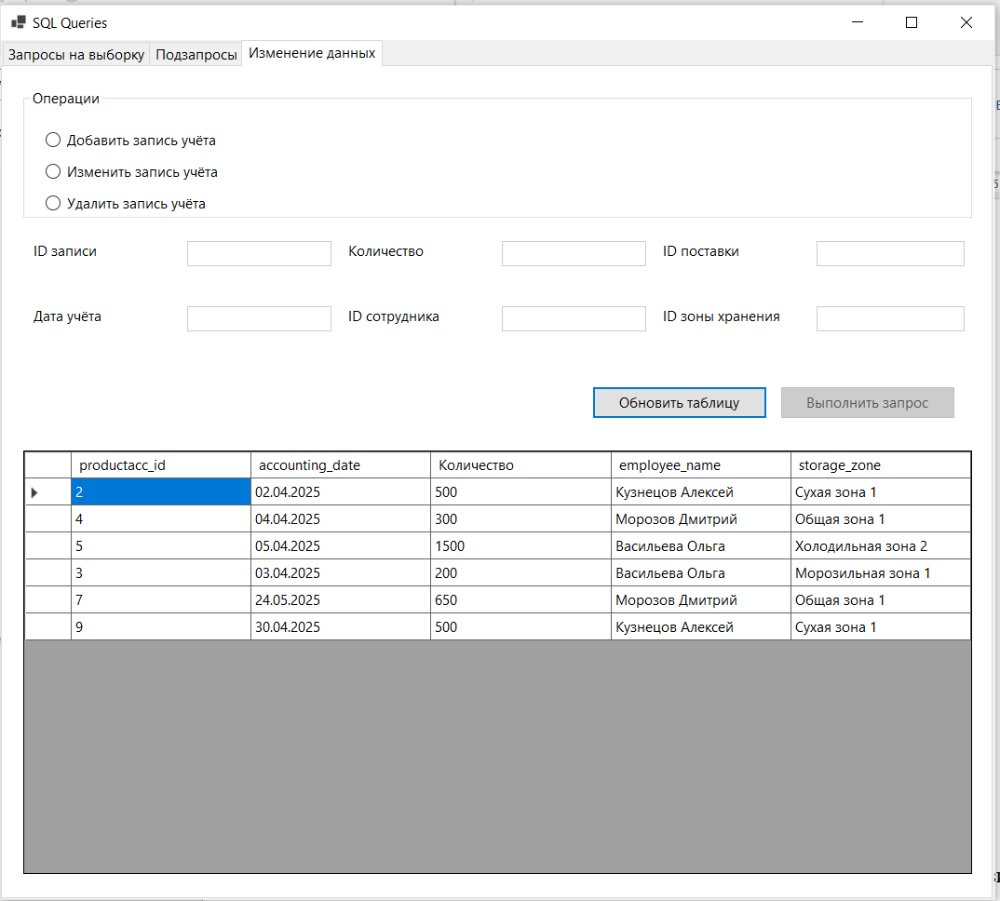 SQL Queries
Запросы на выборку Подзапросы Изменение данных
Операции
Добавить запись учёта
Изменить запись учёта
Удалить запись учёта
ID записи Количество ID поставки
Дата учёта ID сотрудника ID зоны хранения
Обновить таблицу Выполнить запрос
productacc_id accounting_date Количество employee_name storage_zone
2 02.04.2025 500 Кузнецов Алексей Сухая зона 1
4 04.04.2025 300 Морозов Дмитрий Общая зона 1
5 05.04.2025 1500 Васильева Ольга Холодильная зона 2
3 03.04.2025 200 Васильева Ольга Морозильная зона 1
7 24.05.2025 650 Морозов Дмитрий Общая зона 1
9 30.04.2025 500 Кузнецов Алексей Сухая зона 1